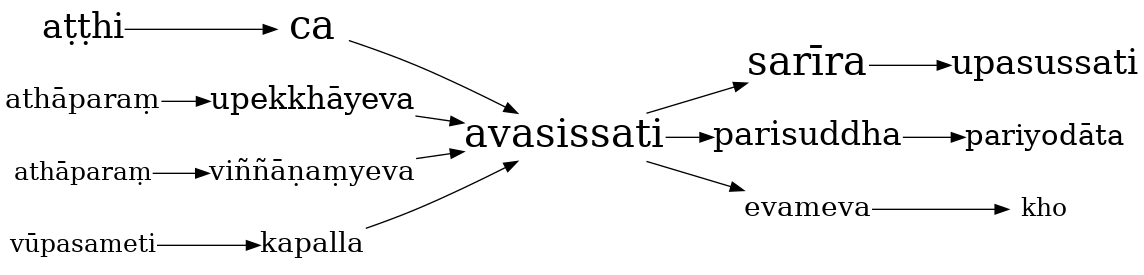 aṭṭhi ca
sarīra upasussati
athāparaṃ upekkhāyeva
avasissati parisuddha pariyodāta
athāparaṃ viññāṇaṃyeva
evameva kho
vūpasameti kapalla